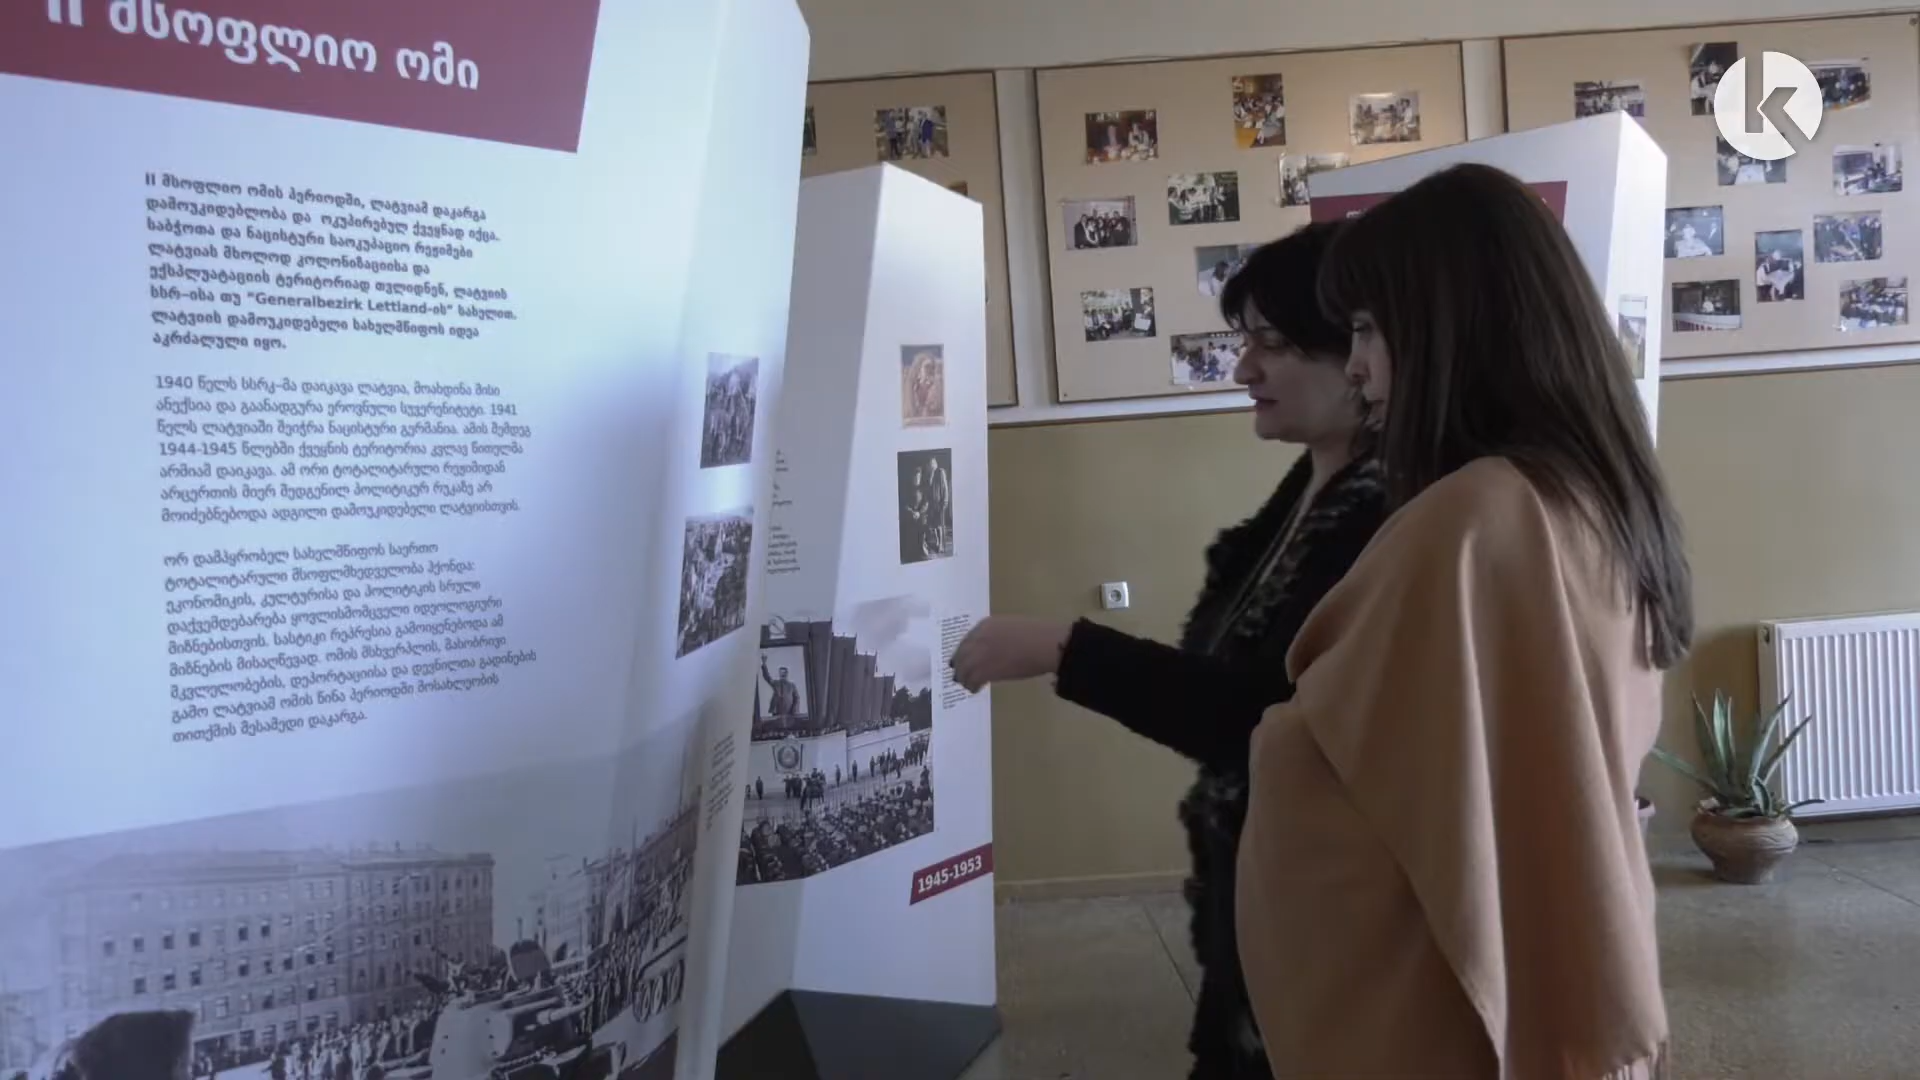 II მსოფლიო ომი
II მსოფლიო ომის პერიოდში, ლატვიამ დაკარგა
დამოუკიდებლობა და ოკუპირებულ ქვეყნად იქცა.
საბჭოთა და ნაცისტური საოკუპაციო რეჟიმები
ლატვიას მხოლოდ კოლონიზაციისა და
ექსპლუატაციის ტერიტორიად თვლიდნენ, ლატვიის
სსრ-ისა თუ "Generalbezirk Lettland-ის" სახელით.
ლატვიის დამოუკიდებელი სახელმწიფოს იდეა
აკრძალული იყო.
1940 წელს სსრკ-მა დაიკავა ლატვია, მოახდინა მისი
ანექსია და გაანადგურა ეროვნული სუვერენიტეტი. 1941
წელს ლატვიაში შეიჭრა ნაცისტური გერმანია. ამის შემდეგ
1944-1945 წლებში ქვეყნის ტერიტორია კვლავ წითელმა
არმიამ დაიკავა. ამ ორი ტოტალიტარული რეჟიმიდან
არცერთის მიერ შედგენილ პოლიტიკურ რუკაზე არ
მოიძებნებოდა ადგილი დამოუკიდებელი ლატვიისთვის.
ორ დამპყრობელ სახელმწიფოს საერთო
ტოტალიტარული მსოფლმხედველობა ჰქონდა:
ეკონომიკის, კულტურისა და პოლიტიკის სრული
დაქვემდებარება ყოვლისმომცველი იდეოლოგიური
მიზნებისთვის. სასტიკი რეპრესია გამოიყენებოდა ამ
მიზნების მისაღწევად. ომის მსხვერპლის, მასობრივი
მკვლელობების, დეპორტაციისა და დევნილთა გადინების
გამო ლატვიამ ომის წინა პერიოდში მოსახლეობის
თითქმის მესამედი დაკარგა.
1945-1953